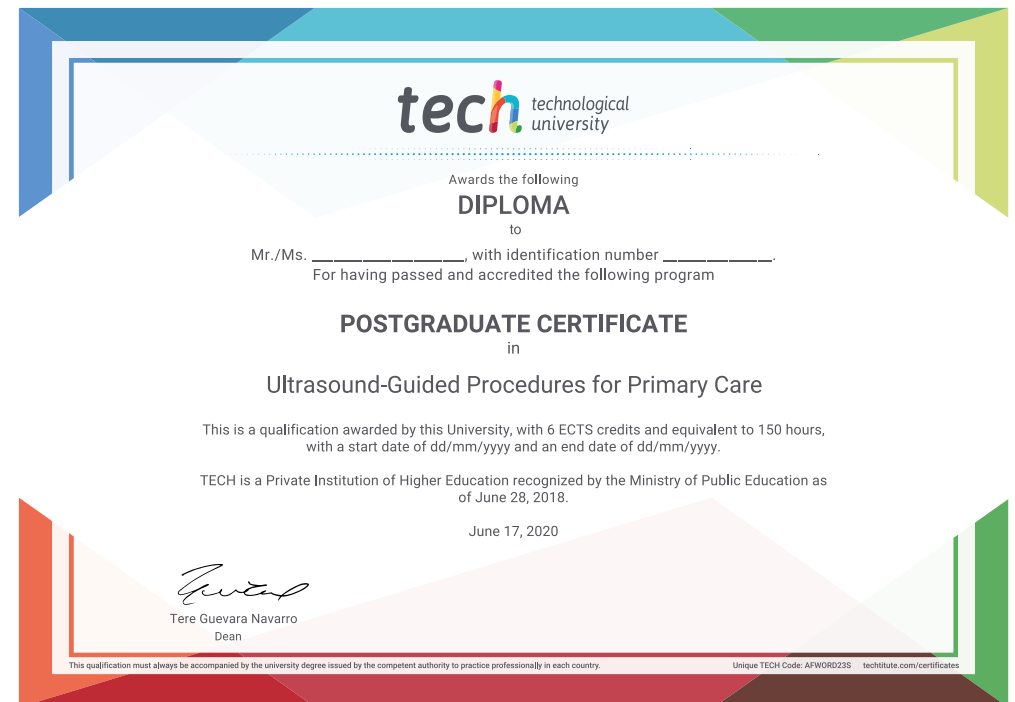 tech technological
university
Awards the following
DIPLOMA
to
Mr./Ms. ____________________, with identification number ______________.
For having passed and accredited the following program
POSTGRADUATE CERTIFICATE
in
Ultrasound-Guided Procedures for Primary Care
This is a qualification awarded by this University, with 6 ECTS credits and equivalent to 150 hours,
with a start date of dd/mm/yyyy and an end date of dd/mm/yyyy.
TECH is a Private Institution of Higher Education recognized by the Ministry of Public Education as
of June 28, 2018.
June 17, 2020
Tere Guevara Navarro
Dean
This qualification must always be accompanied by the university degree issued by the competent authority to practice professionally in each country.
Unique TECH Code: AFWORD23S techtitute.com/certificates